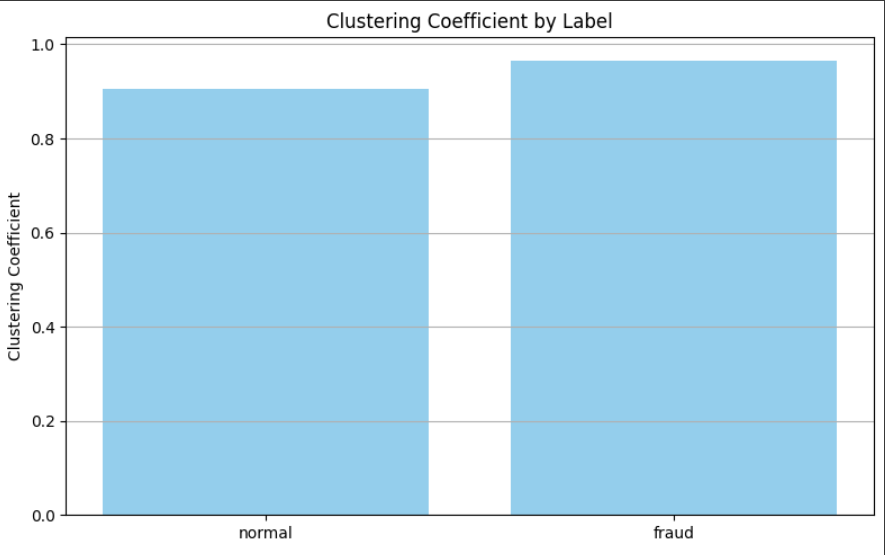 Clustering Coefficient by Label
Clustering Coefficient
1.0
0.8
0.6
0.4
0.2
0.0
normal
fraud